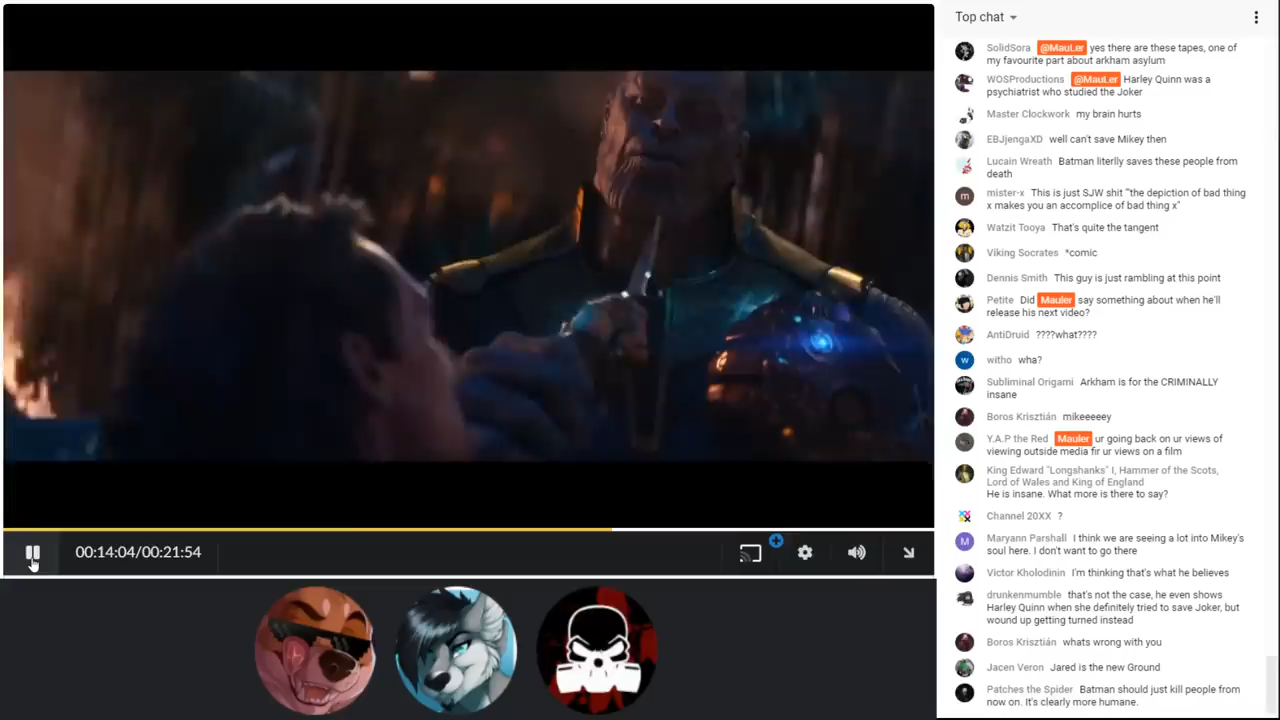 Top chat
SolidSora @MauLer yes there are these tapes, one of
my favourite part about arkham asylum
WOSProductions @MauLer Harley Quinn was a
psychiatrist who studied the Joker
Master Clockwork my brain hurts
EBJjengaXD well can't save Mikey then
Lucain Wreath Batman literlly saves these people from
death
m
mister-x This is just SJW shit "the depiction of bad thing
x makes you an accomplice of bad thing x"
Watzit Tooya That's quite the tangent
Viking Socrates *comic
Dennis Smith This guy is just rambling at this point
Petite Did Mauler say something about when he'll
release his next video?
AntiDruid ????what????
w
witho wha?
Subliminal Origami Arkham is for the CRIMINALLY
insane
Boros Krisztián mikeeeeey
Y.A.P the Red Mauler ur going back on ur views of
viewing outside media fir ur views on a film
King Edward "Longshanks" I, Hammer of the Scots,
Lord of Wales and King of England
He is insane. What more is there to say?
Channel 20XX ?
M
Maryann Parshall I think we are seeing a lot into Mikey's
soul here. I don't want to go there
Victor Kholodinin I'm thinking that's what he believes
drunkenmumble that's not the case, he even shows
Harley Quinn when she definitely tried to save Joker, but
wound up getting turned instead
Boros Krisztián whats wrong with you
Jacen Veron Jared is the new Ground
Patches the Spider Batman should just kill people from
now on. It's clearly more humane.
00:14:04/00:21:54